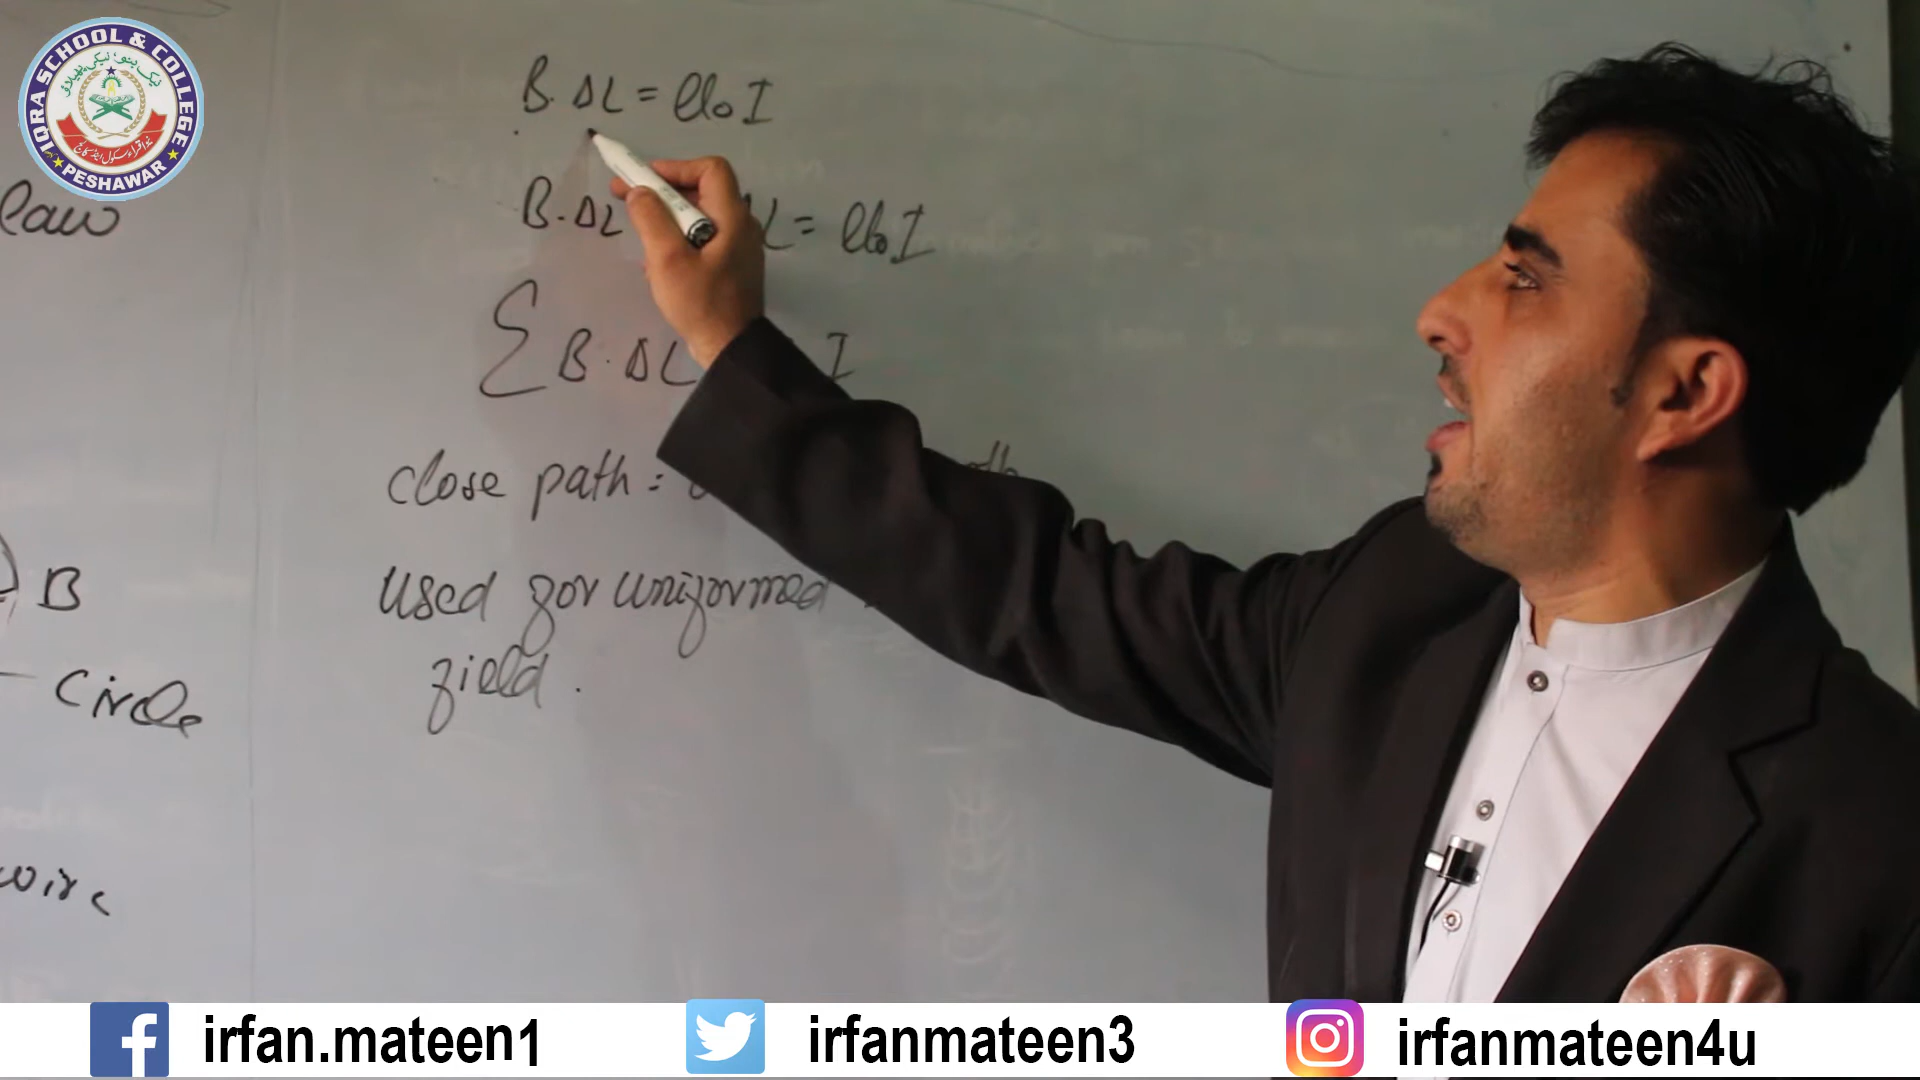 IQRA SCHOOL & COLLEGE
PESHAWAR
law
B. ΔL = μ₀I
B. ΔL L = μ₀I
Σ B. ΔL I
close path :
used for uniformed
field .
B
Circle
wire
irfan.mateen1
irfanmateen3
irfanmateen4u